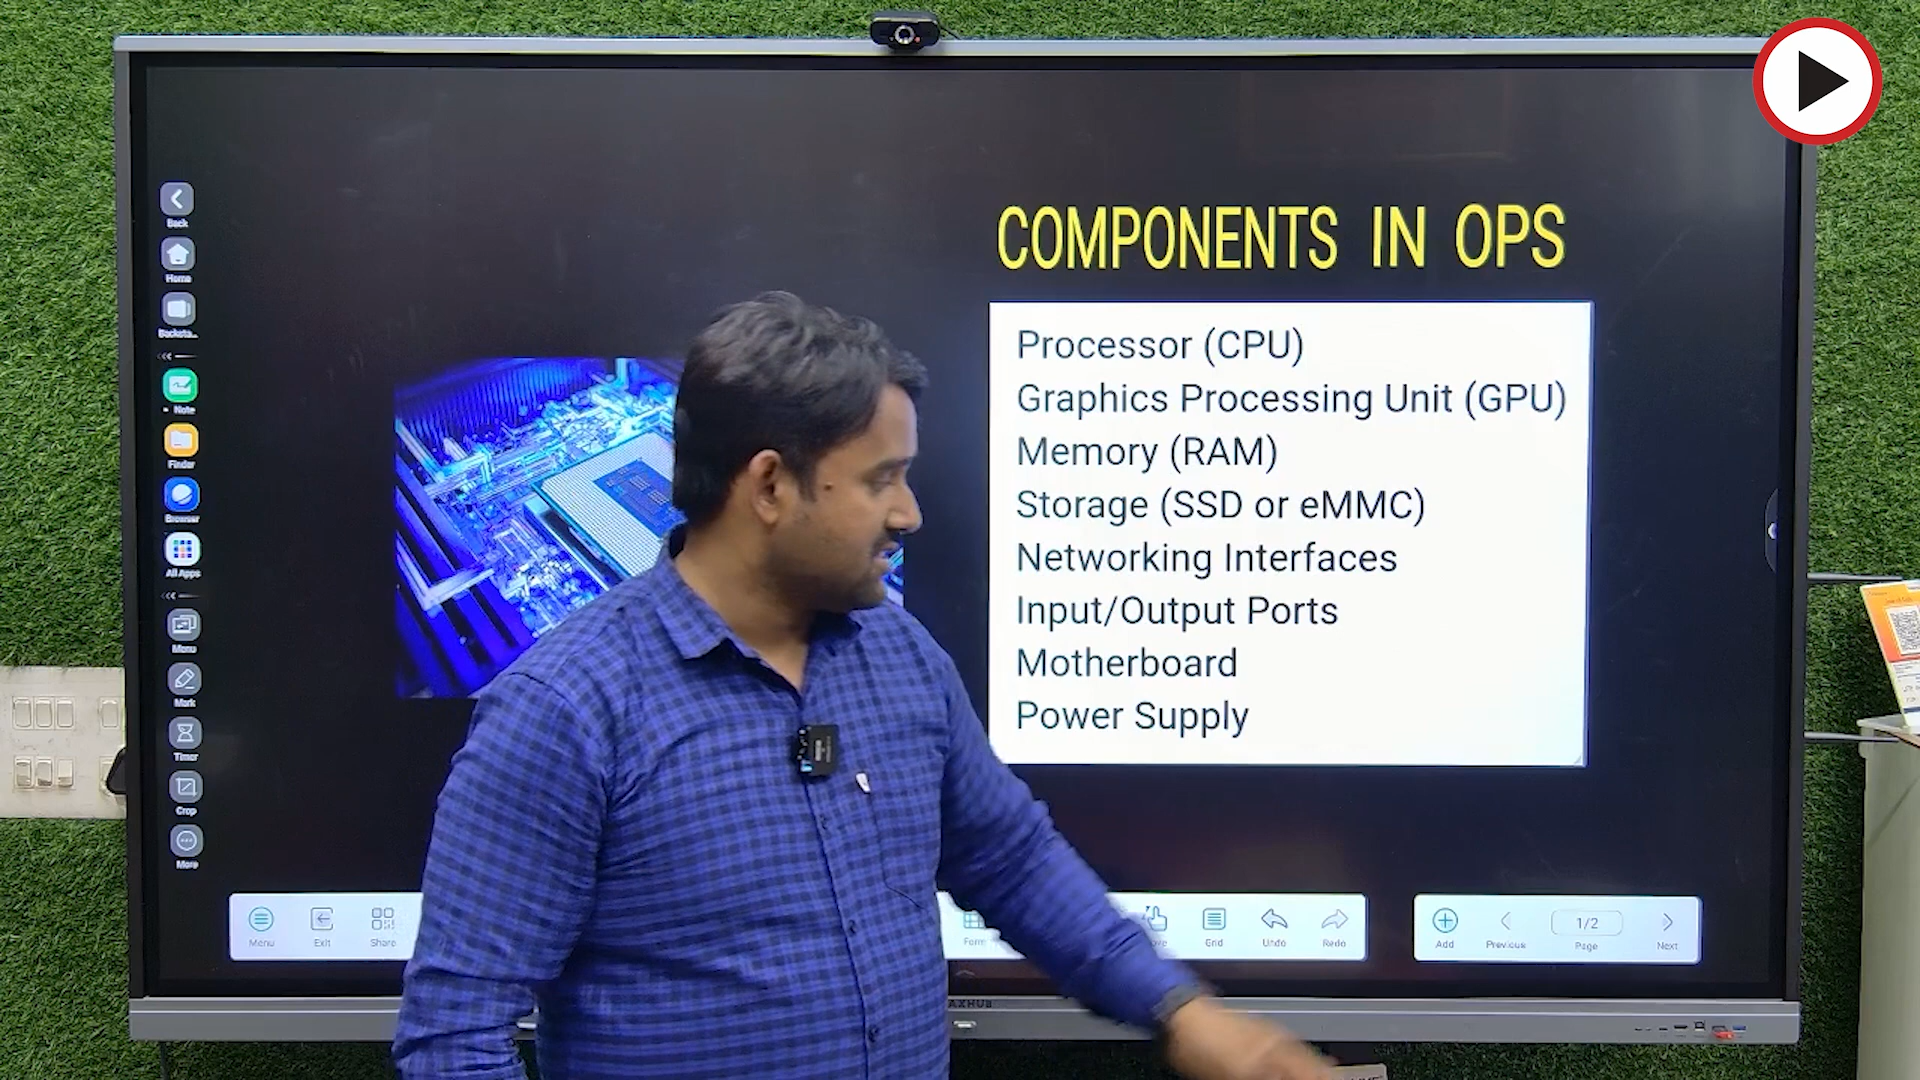 COMPONENTS IN OPS
Processor (CPU)
Graphics Processing Unit (GPU)
Memory (RAM)
Storage (SSD or eMMC)
Networking Interfaces
Input/Output Ports
Motherboard
Power Supply
Back
Home
Backsta...
Note
Finder
Browser
All Apps
Menu
Mark
Timer
Crop
More
Menu Exit Share
Grid Undo Redo
Add Previous Page Next
1/2
AXHUB